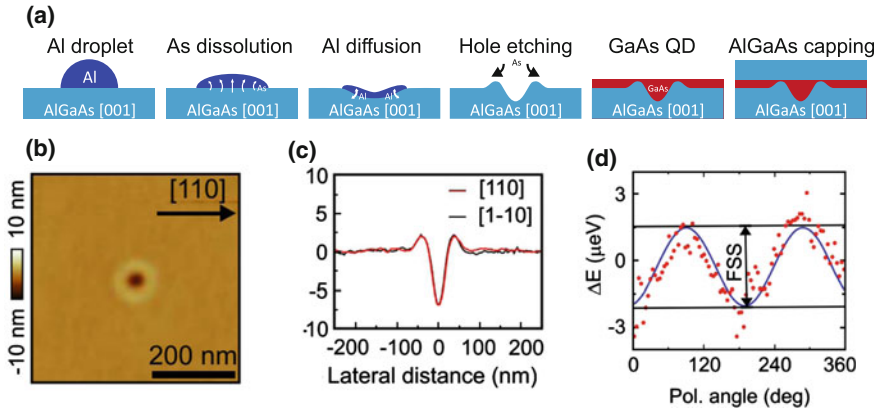 (a)
Al droplet As dissolution Al diffusion Hole etching GaAs QD AlGaAs capping
Al As Al Al As GaAs
AlGaAs [001] AlGaAs [001] AlGaAs [001] AlGaAs [001] AlGaAs [001] AlGaAs [001]
(b)
[110]
10 nm
-10 nm
200 nm
(c)
[110]
[1-10]
10
5
0
-5
-10
-200 -100 0 100 200
Lateral distance (nm)
(d)
3
0
-3
ΔE (μeV)
FSS
0 120 240 360
Pol. angle (deg)